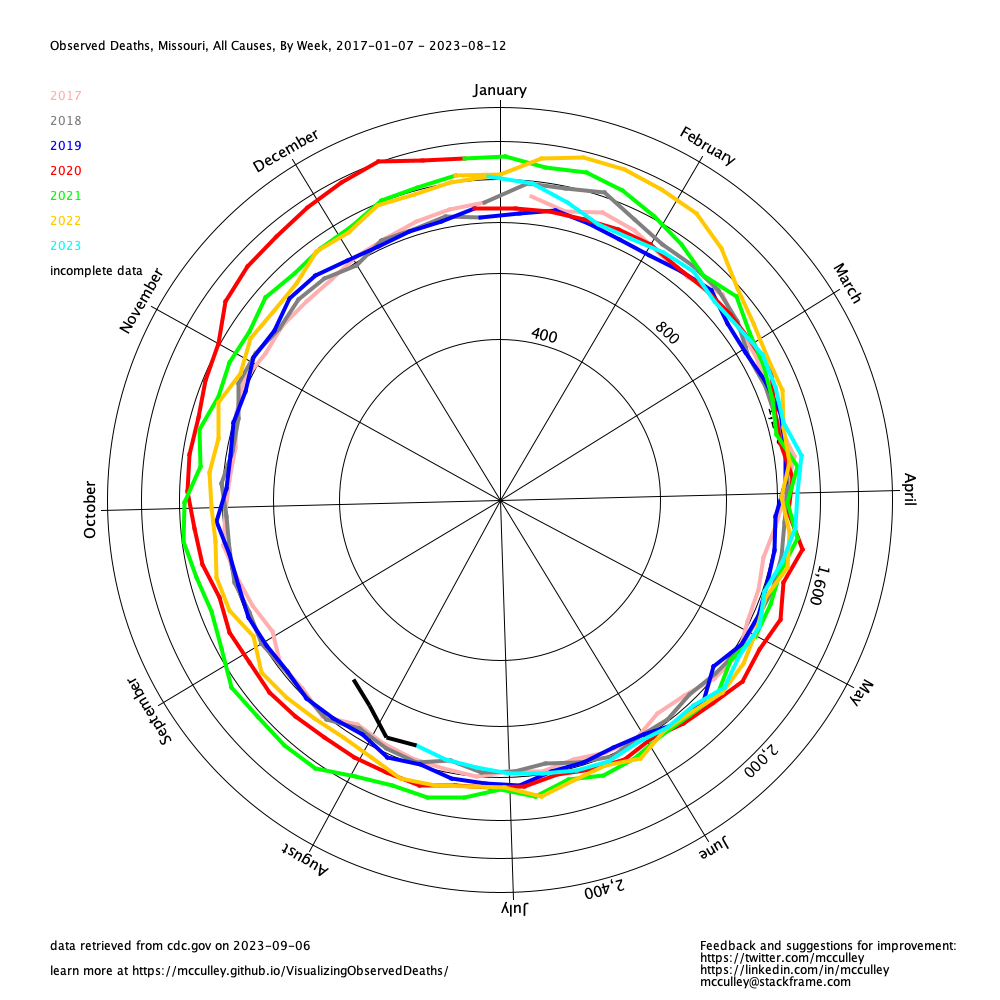 Observed Deaths, Missouri, All Causes, By Week, 2017-01-07 - 2023-08-12
January
2017
2018
2019
2020
2021
2022
2023
incomplete data
February
March
April
May
June
July
August
September
October
November
December
400
800
1,600
2,000
2,400
data retrieved from cdc.gov on 2023-09-06
learn more at https://mcculley.github.io/VisualizingObservedDeaths/
Feedback and suggestions for improvement:
https://twitter.com/mcculley
https://linkedin.com/in/mcculley
mcculley@stackframe.com